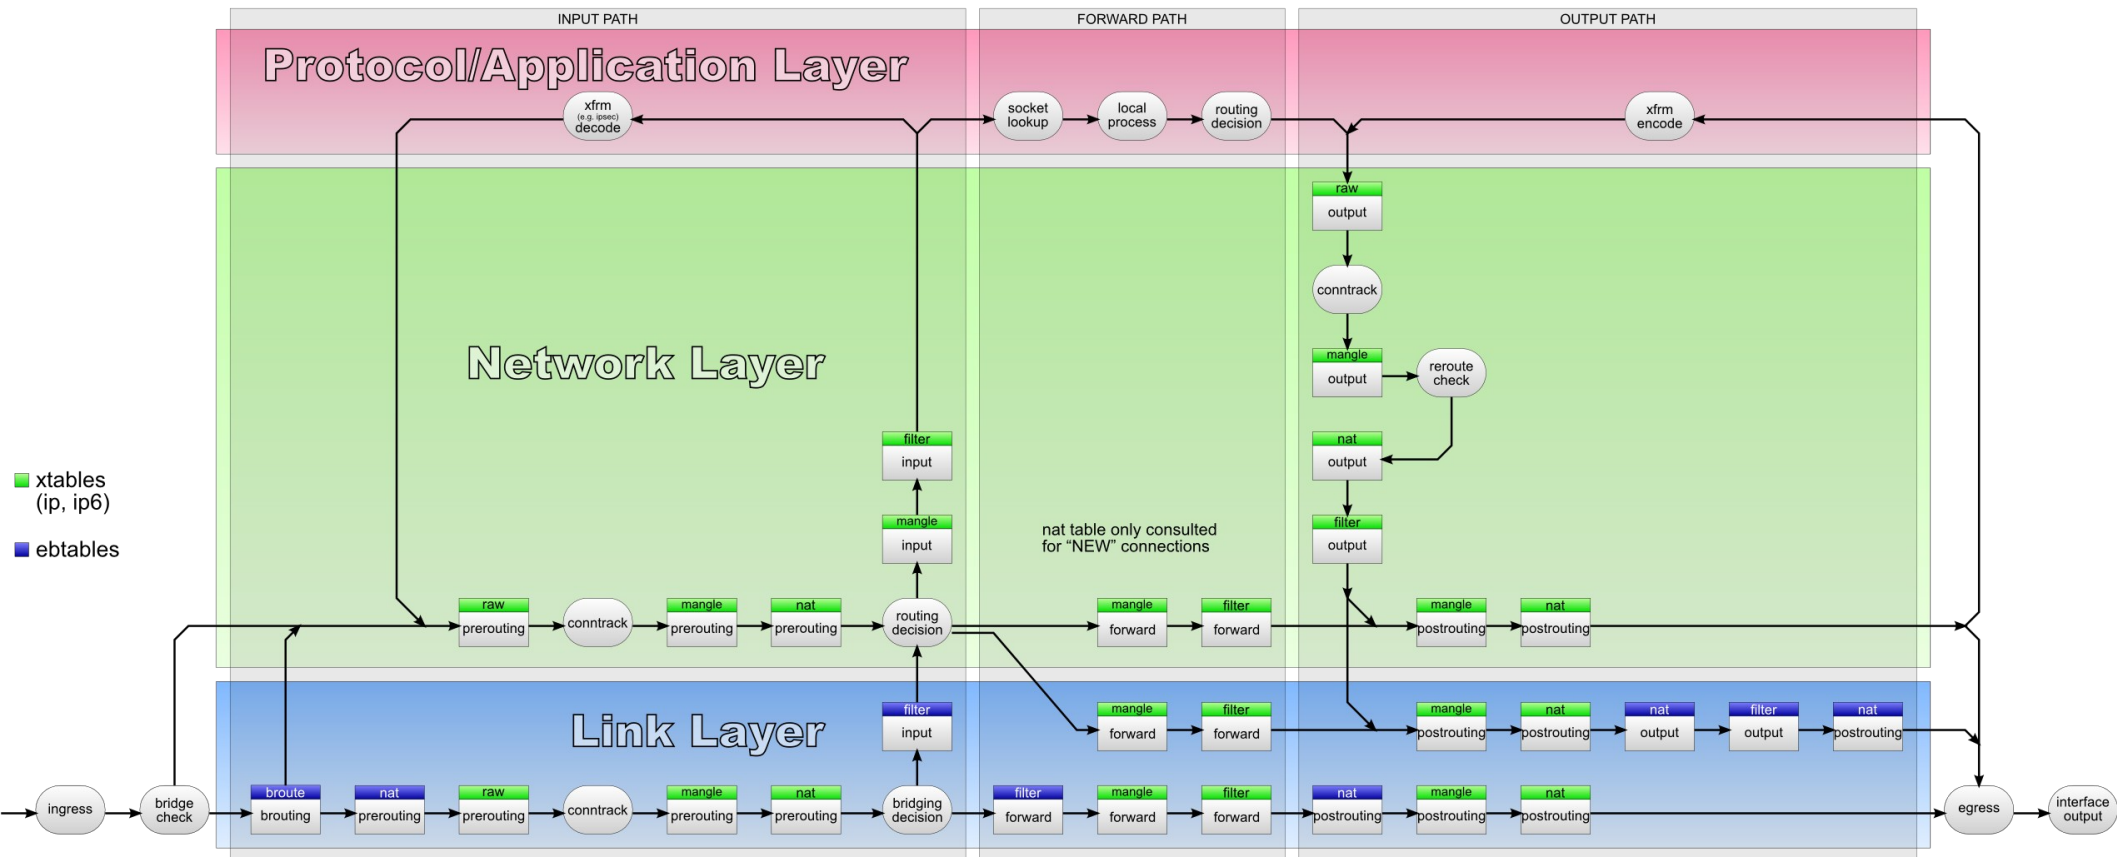 INPUT PATH
FORWARD PATH
OUTPUT PATH
Protocol/Application Layer
xfrm
(e.g. ipsec)
decode
socket
lookup
local
process
routing
decision
xfrm
encode
raw
output
conntrack
Network Layer
mangle
output
reroute
check
filter
input
nat
output
xtables
(ip, ip6)
mangle
input
nat table only consulted
for “NEW” connections
filter
output
ebtables
raw
prerouting
conntrack
mangle
prerouting
nat
prerouting
routing
decision
mangle
forward
filter
forward
mangle
postrouting
nat
postrouting
Link Layer
filter
input
mangle
forward
filter
forward
mangle
postrouting
nat
postrouting
nat
output
filter
output
nat
postrouting
ingress
bridge
check
broute
brouting
nat
prerouting
raw
prerouting
conntrack
mangle
prerouting
nat
prerouting
bridging
decision
filter
forward
mangle
forward
filter
forward
nat
postrouting
mangle
postrouting
nat
postrouting
egress
interface
output